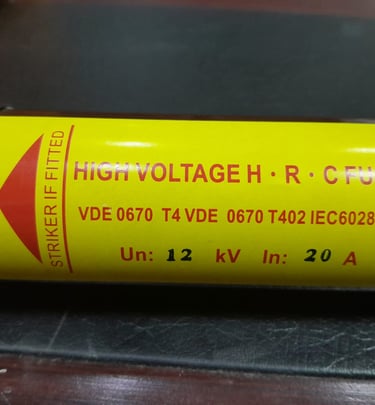 STRIKER IF FITTED
HIGH VOLTAGE H · R · C FU
VDE 0670 T4 VDE 0670 T402 IEC6028
Un: 12 kV In: 20 A